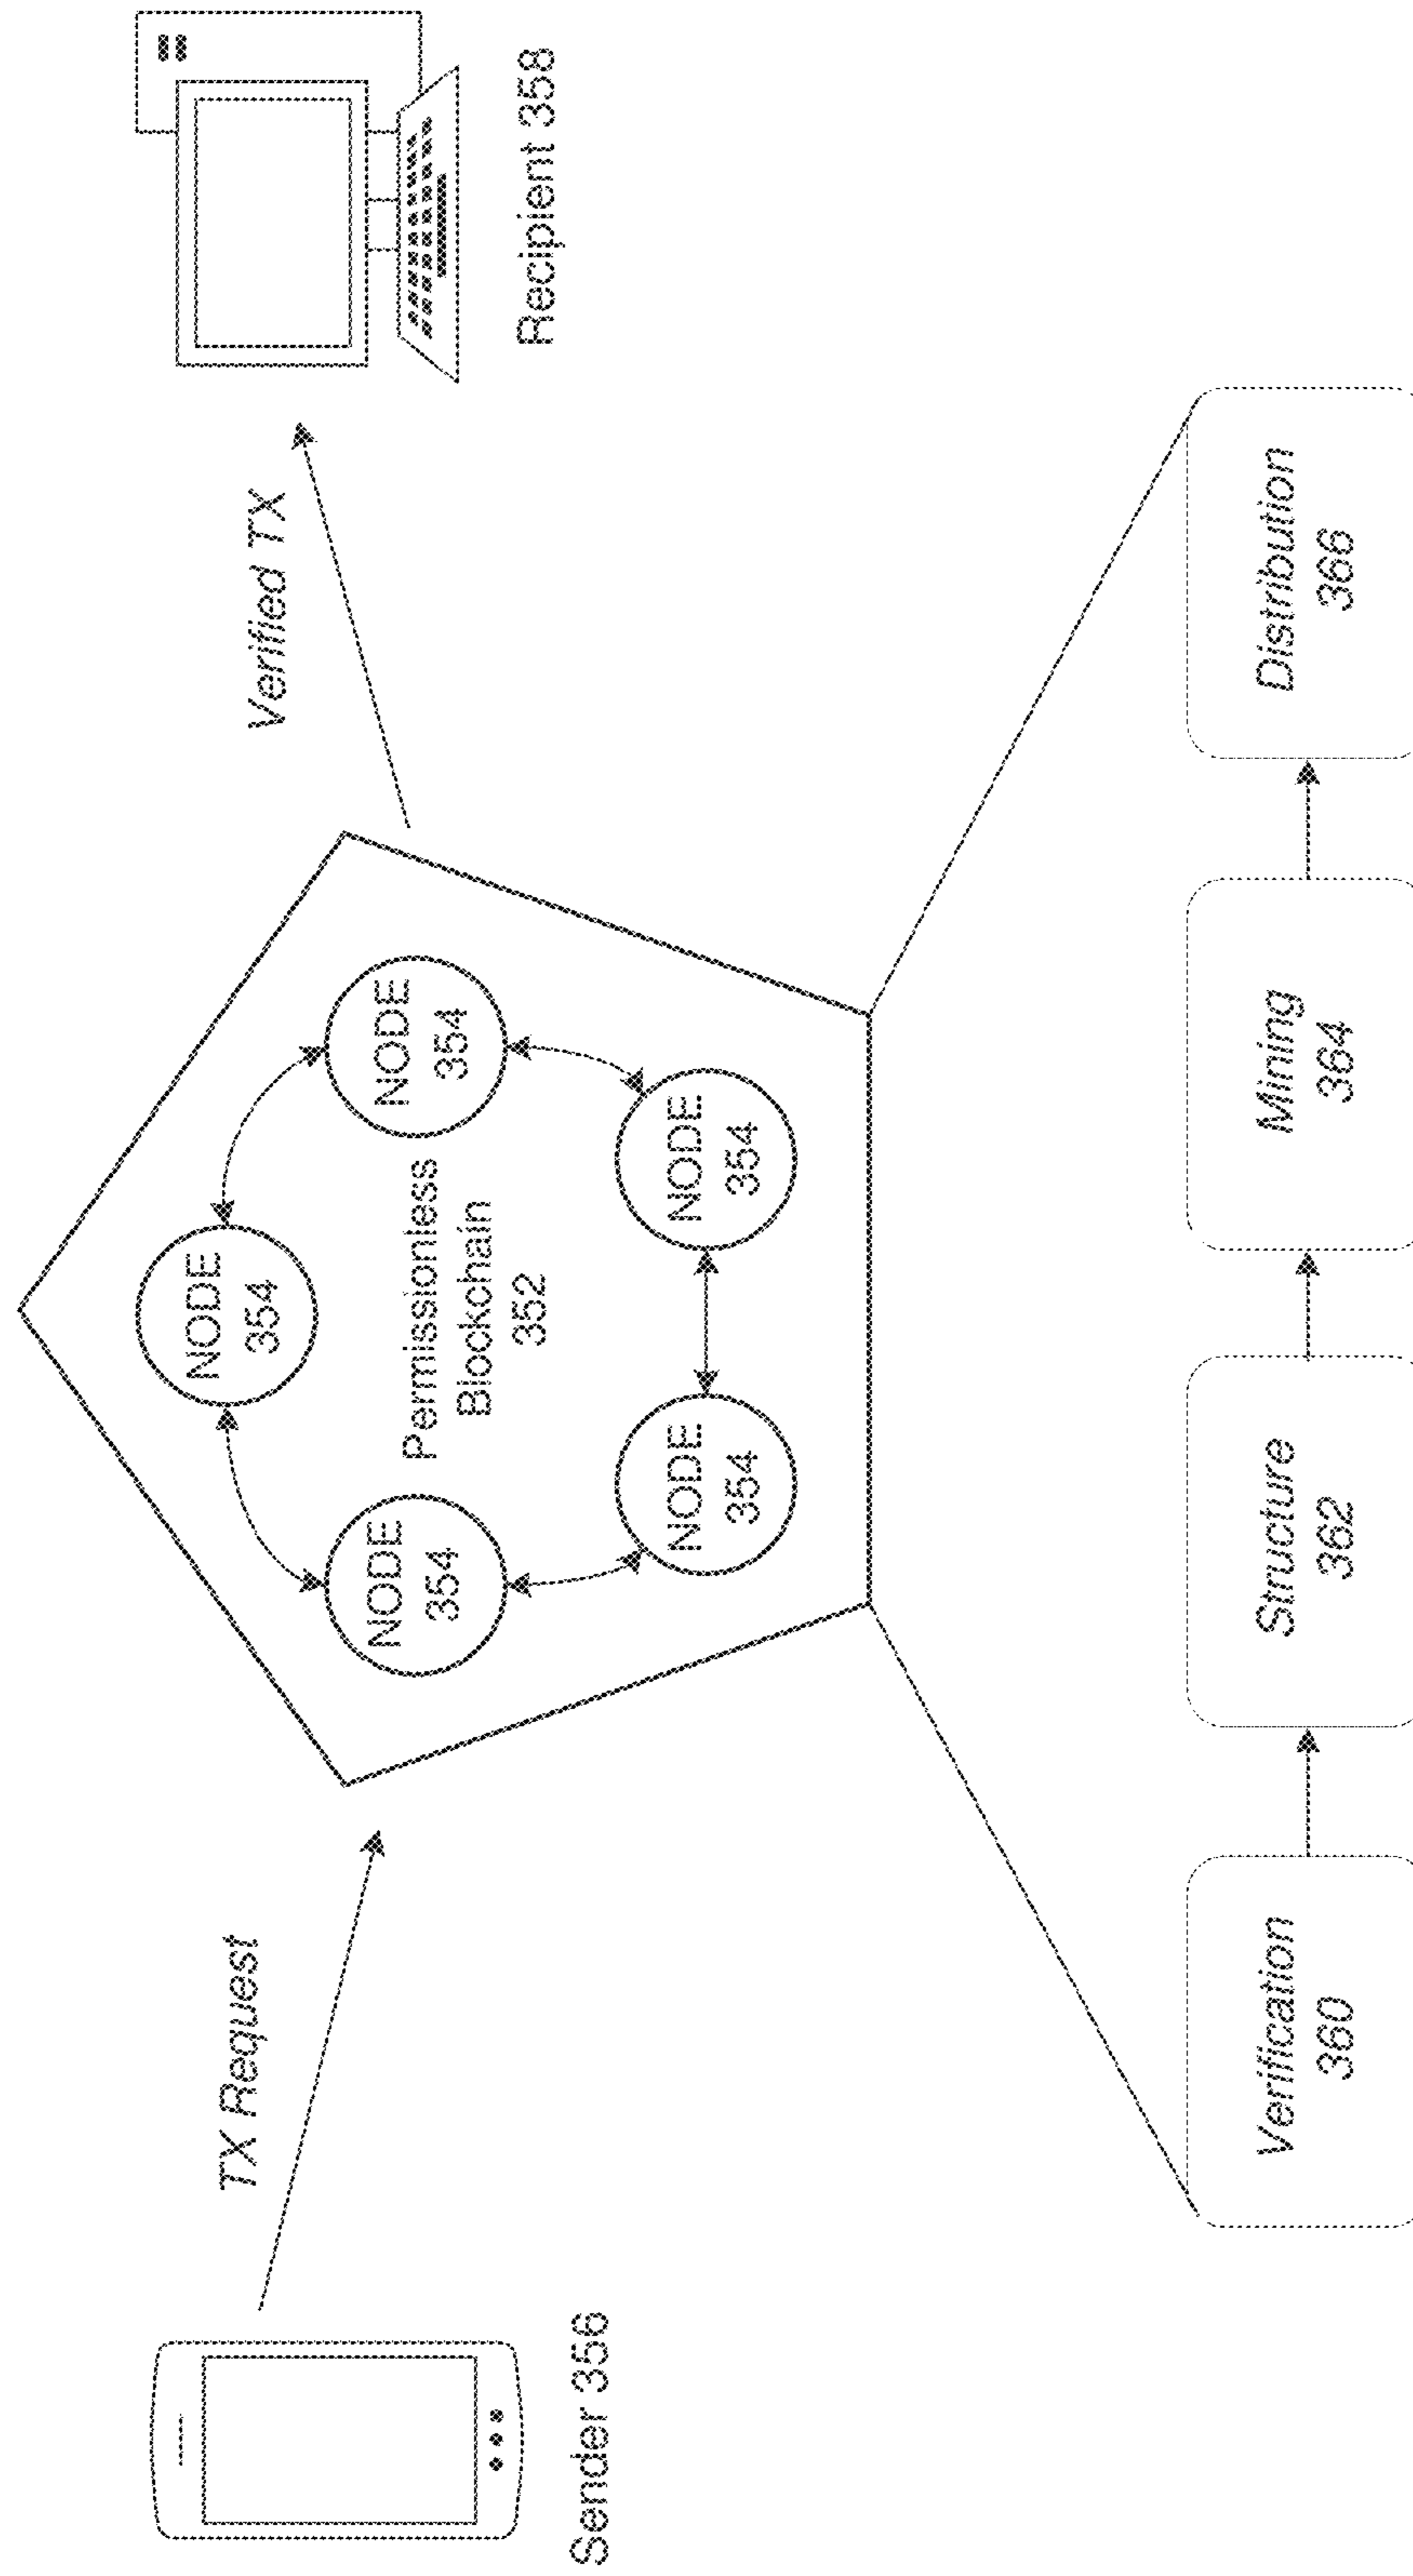 TX Request
Sender 356
NODE
354
NODE
354
NODE
354
NODE
354
NODE
354
Permissionless
Blockchain
352
Verified TX
Recipient 358
Verification
360
Structure
362
Mining
364
Distribution
366